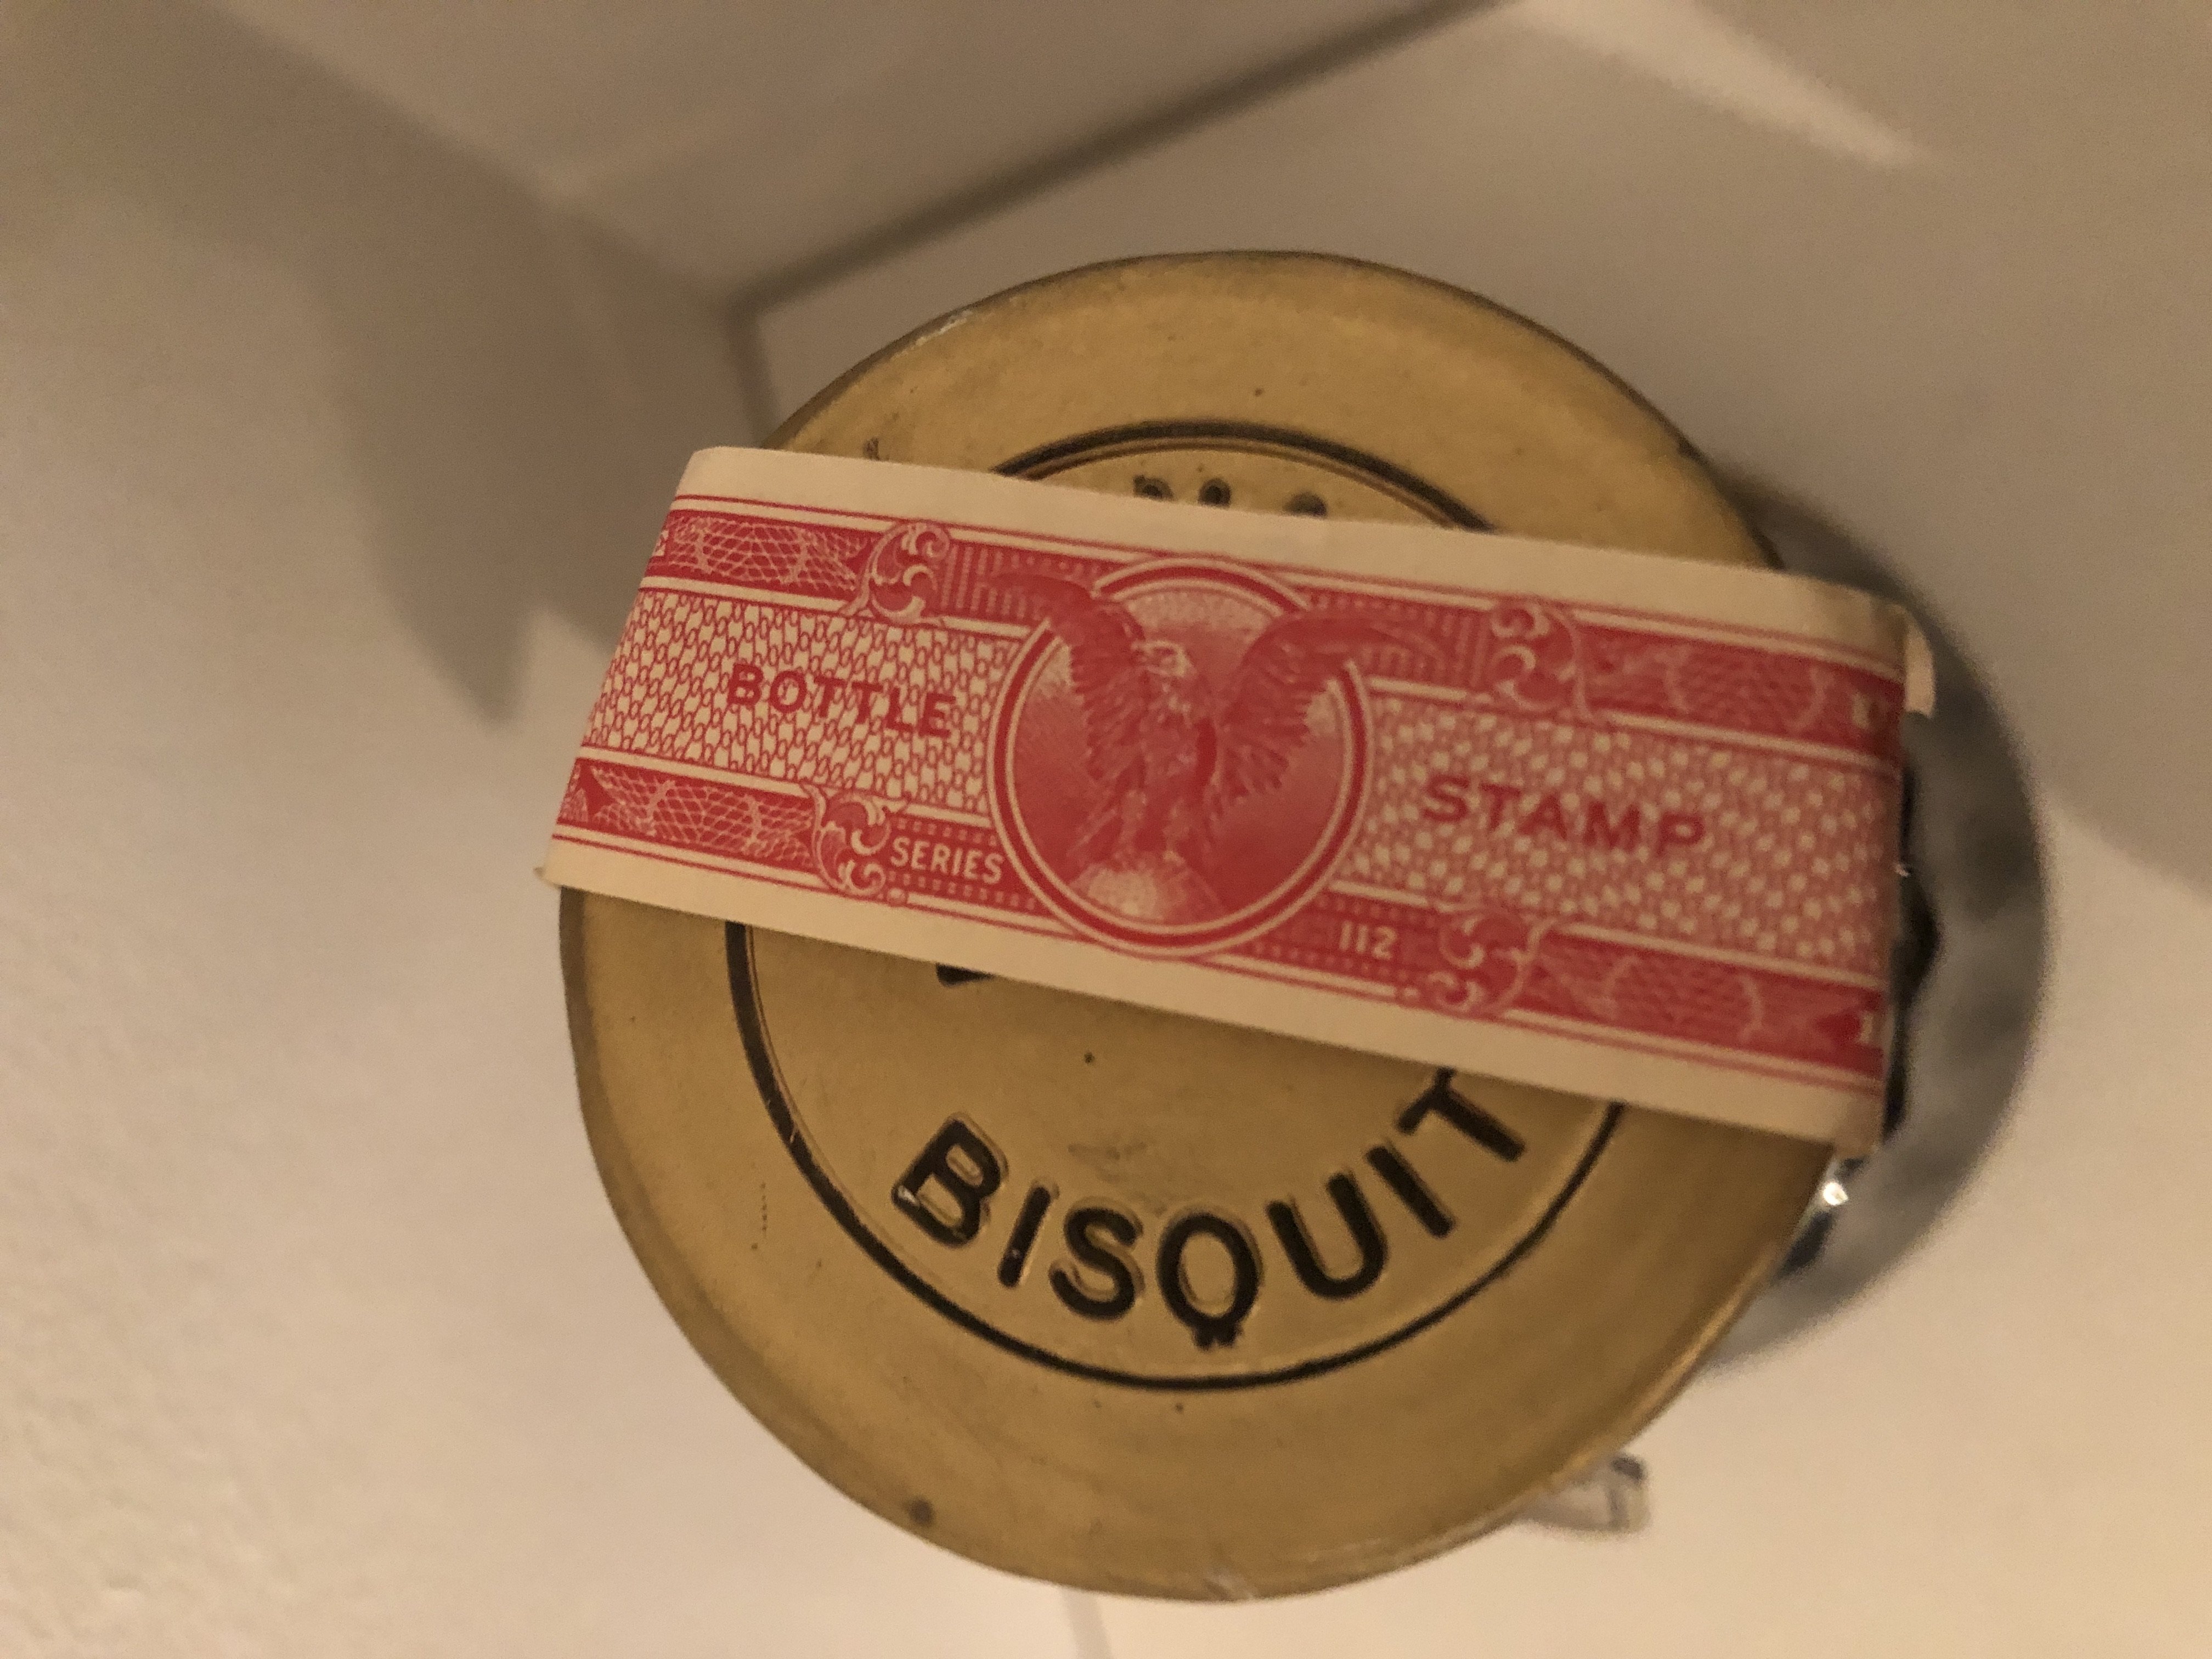 BOTTLE STAMP
SERIES 112
BISQUIT